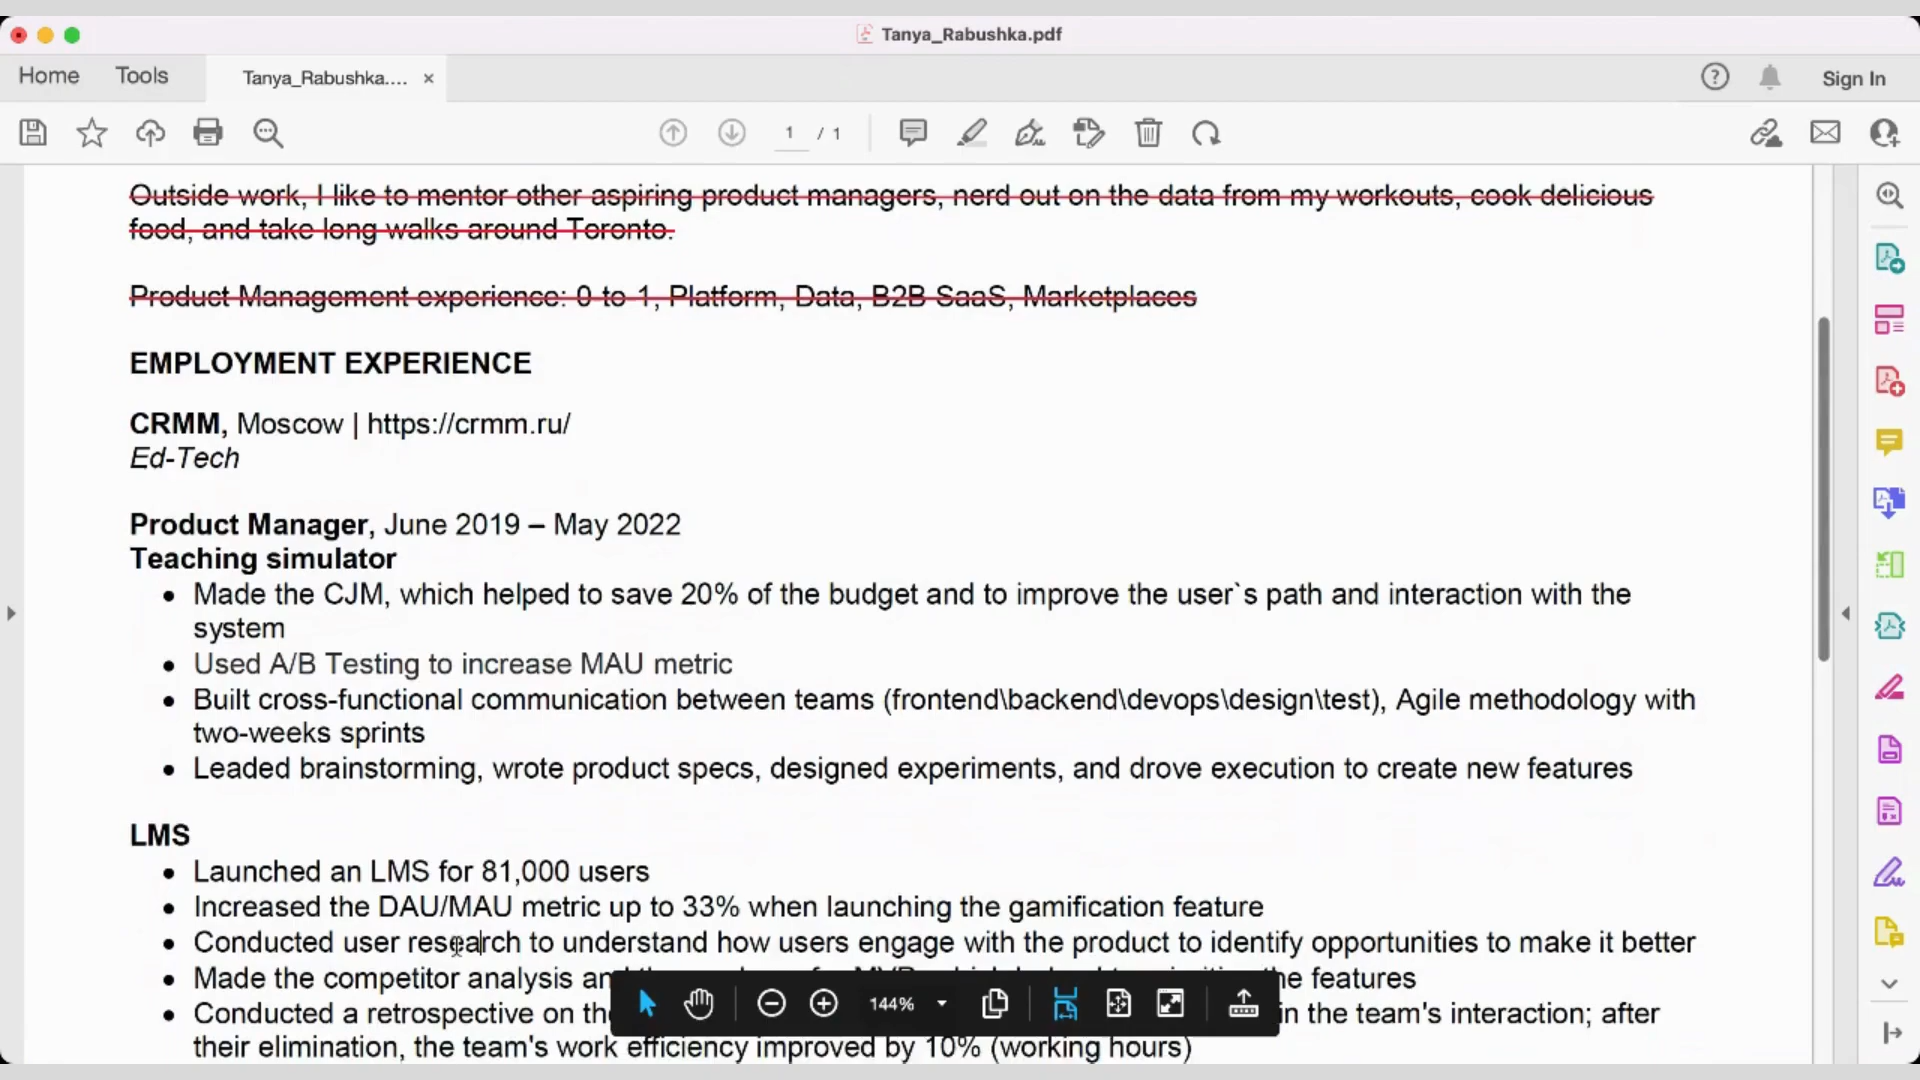 Tanya_Rabushka.pdf
Home Tools Tanya_Rabushka.... × Sign In
1 / 1
Outside work, I like to mentor other aspiring product managers, nerd out on the data from my workouts, cook delicious
food, and take long walks around Toronto.
Product Management experience: 0 to 1, Platform, Data, B2B SaaS, Marketplaces
EMPLOYMENT EXPERIENCE
CRMM, Moscow | https://crmm.ru/
Ed-Tech
Product Manager, June 2019 – May 2022
Teaching simulator
• Made the CJM, which helped to save 20% of the budget and to improve the user`s path and interaction with the
system
• Used A/B Testing to increase MAU metric
• Built cross-functional communication between teams (frontend\backend\devops\design\test), Agile methodology with
two-weeks sprints
• Leaded brainstorming, wrote product specs, designed experiments, and drove execution to create new features
LMS
• Launched an LMS for 81,000 users
• Increased the DAU/MAU metric up to 33% when launching the gamification feature
• Conducted user research to understand how users engage with the product to identify opportunities to make it better
• Made the competitor analysis the features
• Conducted a retrospective on in the team's interaction; after
144%
their elimination, the team's work efficiency improved by 10% (working hours)